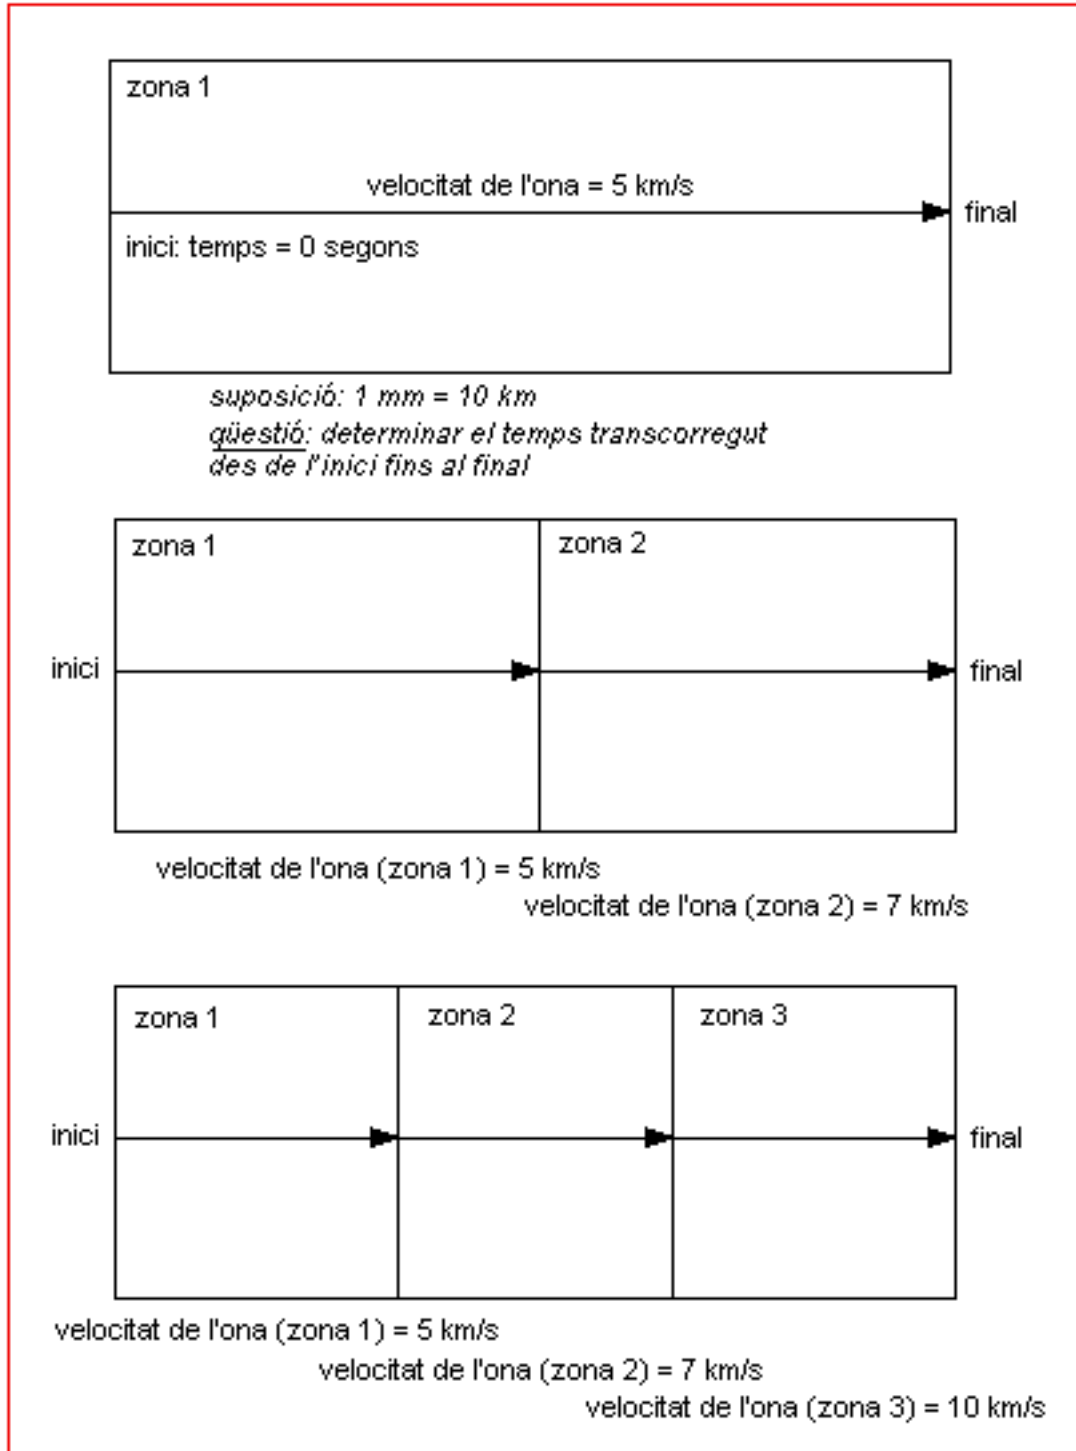 zona 1
velocitat de l'ona = 5 km/s
final
inici: temps = 0 segons
suposició: 1 mm = 10 km
qüestió: determinar el temps transcorregut
des de l'inici fins al final
zona 1
zona 2
inici
final
velocitat de l'ona (zona 1) = 5 km/s
velocitat de l'ona (zona 2) = 7 km/s
zona 1
zona 2
zona 3
inici
final
velocitat de l'ona (zona 1) = 5 km/s
velocitat de l'ona (zona 2) = 7 km/s
velocitat de l'ona (zona 3) = 10 km/s